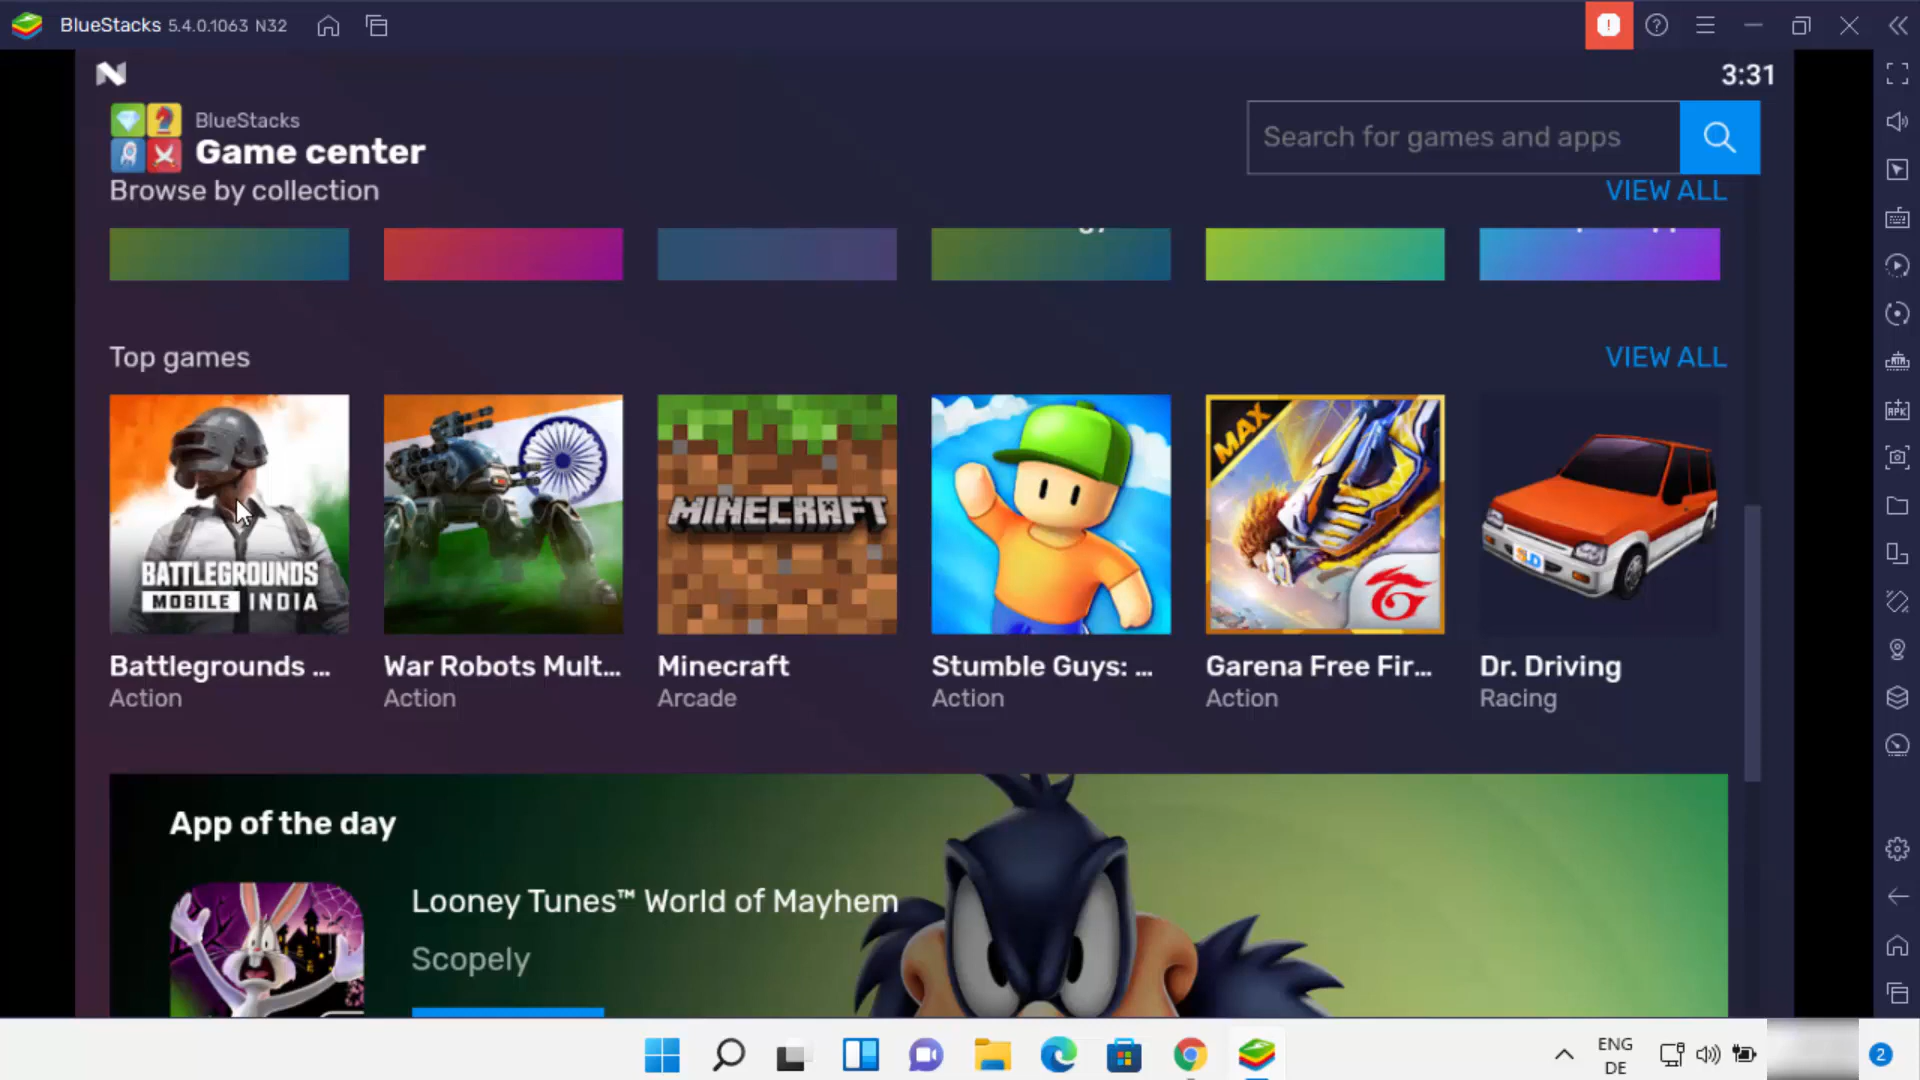 BlueStacks 5.4.0.1063 N32
3:31
BlueStacks
Game center
Search for games and apps
Browse by collection
VIEW ALL
Top games
VIEW ALL
MAX
MINECRAFT
BATTLEGROUNDS
MOBILE INDIA
Battlegrounds ...
War Robots Mult...
Minecraft
Stumble Guys: ...
Garena Free Fir...
Dr. Driving
Action
Action
Arcade
Action
Action
Racing
App of the day
Looney Tunes™ World of Mayhem
Scopely
ENG
DE
2